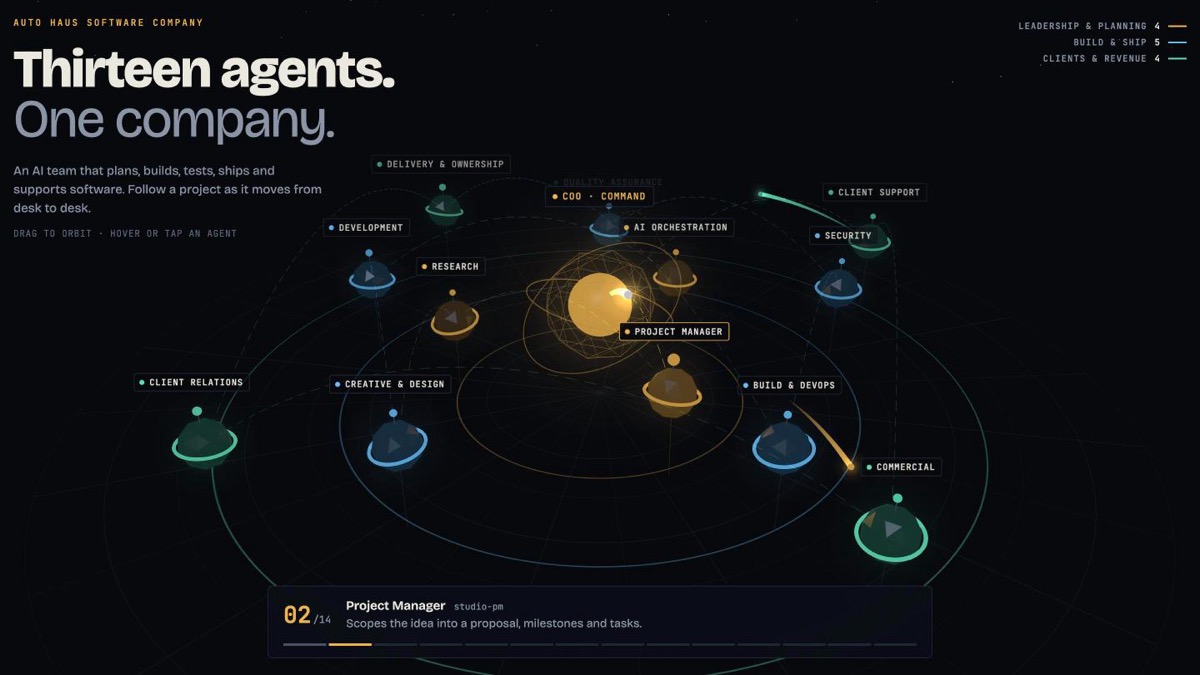 AUTO HAUS SOFTWARE COMPANY
Thirteen agents.
One company.
An AI team that plans, builds, tests, ships and
supports software. Follow a project as it moves from
desk to desk.
DRAG TO ORBIT · HOVER OR TAP AN AGENT
LEADERSHIP & PLANNING 4
BUILD & SHIP 5
CLIENTS & REVENUE 4
DELIVERY & OWNERSHIP
QUALITY ASSURANCE
COO · COMMAND
CLIENT SUPPORT
DEVELOPMENT
AI ORCHESTRATION
SECURITY
RESEARCH
PROJECT MANAGER
CLIENT RELATIONS
CREATIVE & DESIGN
BUILD & DEVOPS
COMMERCIAL
02/14
Project Manager studio-pm
Scopes the idea into a proposal, milestones and tasks.